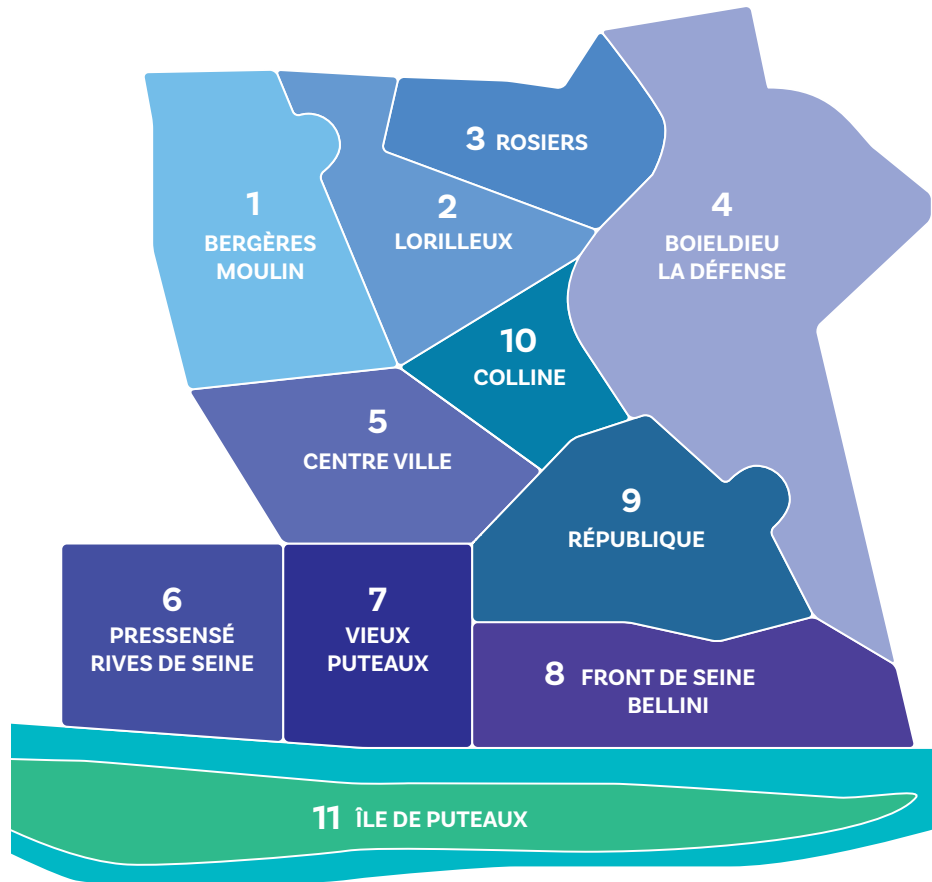 1
BERGÈRES
MOULIN
2
LORILLEUX
3 ROSIERS
4
BOIELDIEU
LA DÉFENSE
10
COLLINE
5
CENTRE VILLE
9
RÉPUBLIQUE
6
PRESSENSÉ
RIVES DE SEINE
7
VIEUX
PUTEAUX
8 FRONT DE SEINE
BELLINI
11 ÎLE DE PUTEAUX